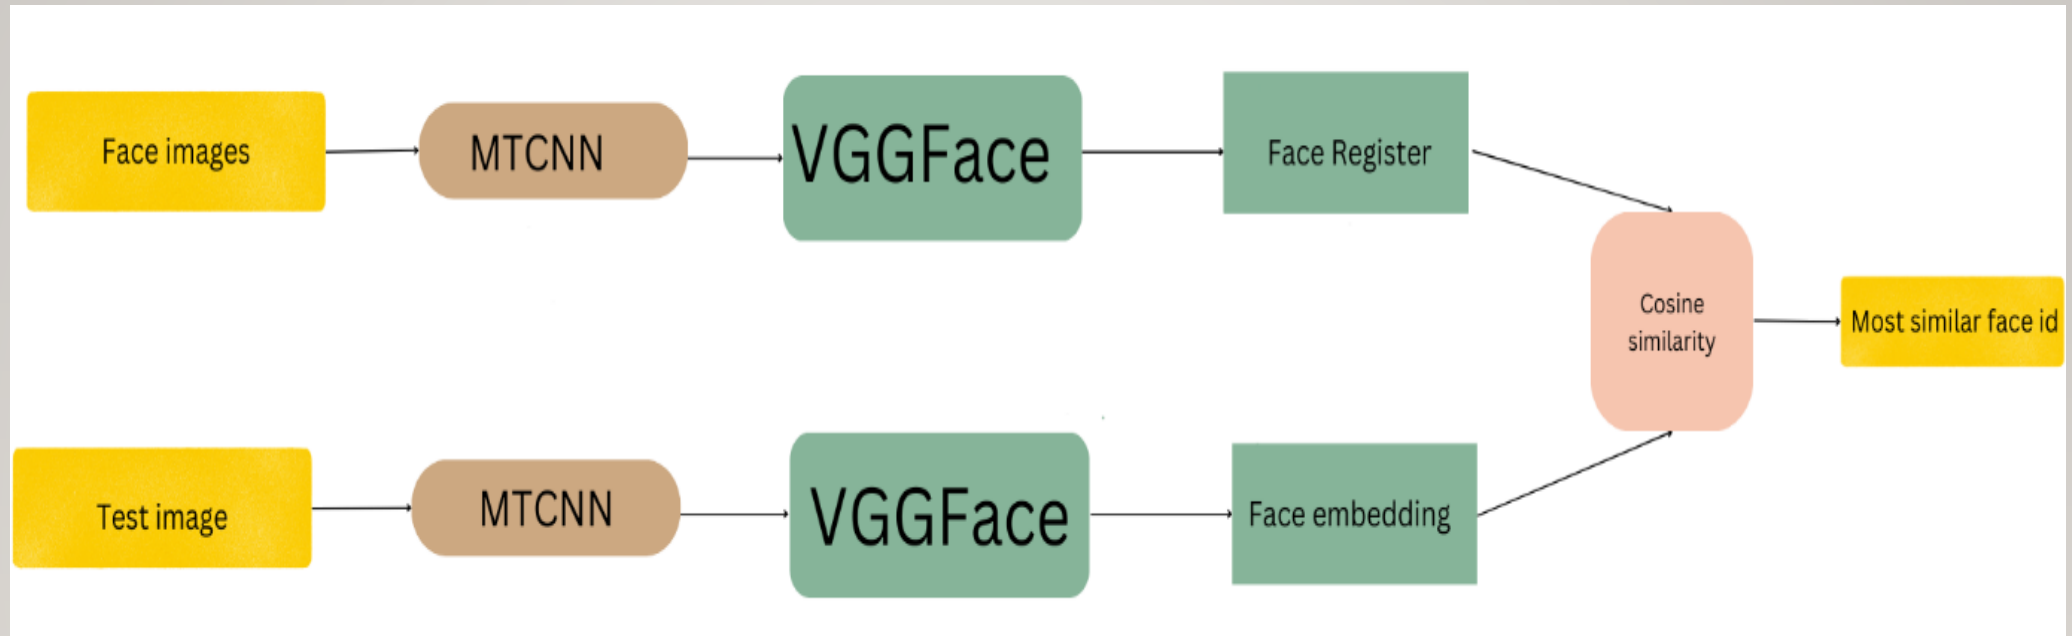 Face images
MTCNN
VGGFace
Face Register
Cosine
similarity
Most similar face id
Test image
MTCNN
VGGFace
Face embedding